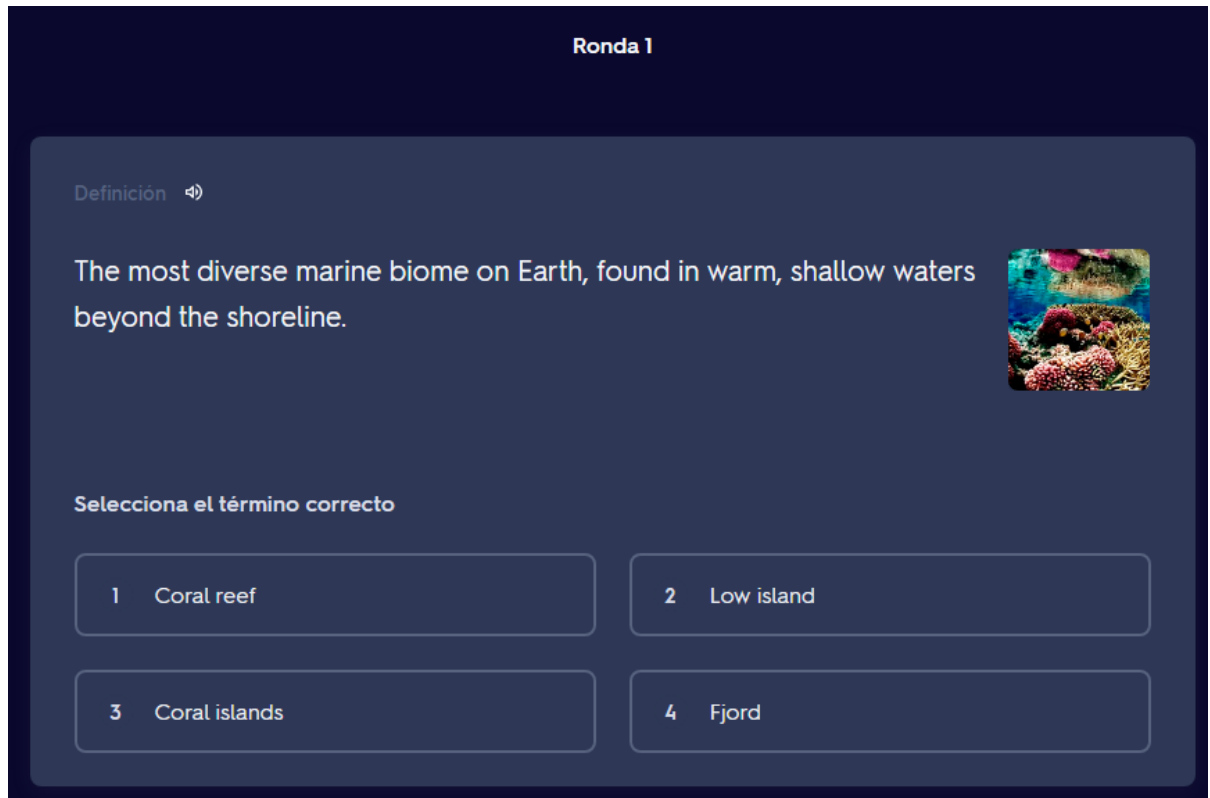 Ronda 1
Definición
The most diverse marine biome on Earth, found in warm, shallow waters
beyond the shoreline.
Selecciona el término correcto
1 Coral reef
2 Low island
3 Coral islands
4 Fjord